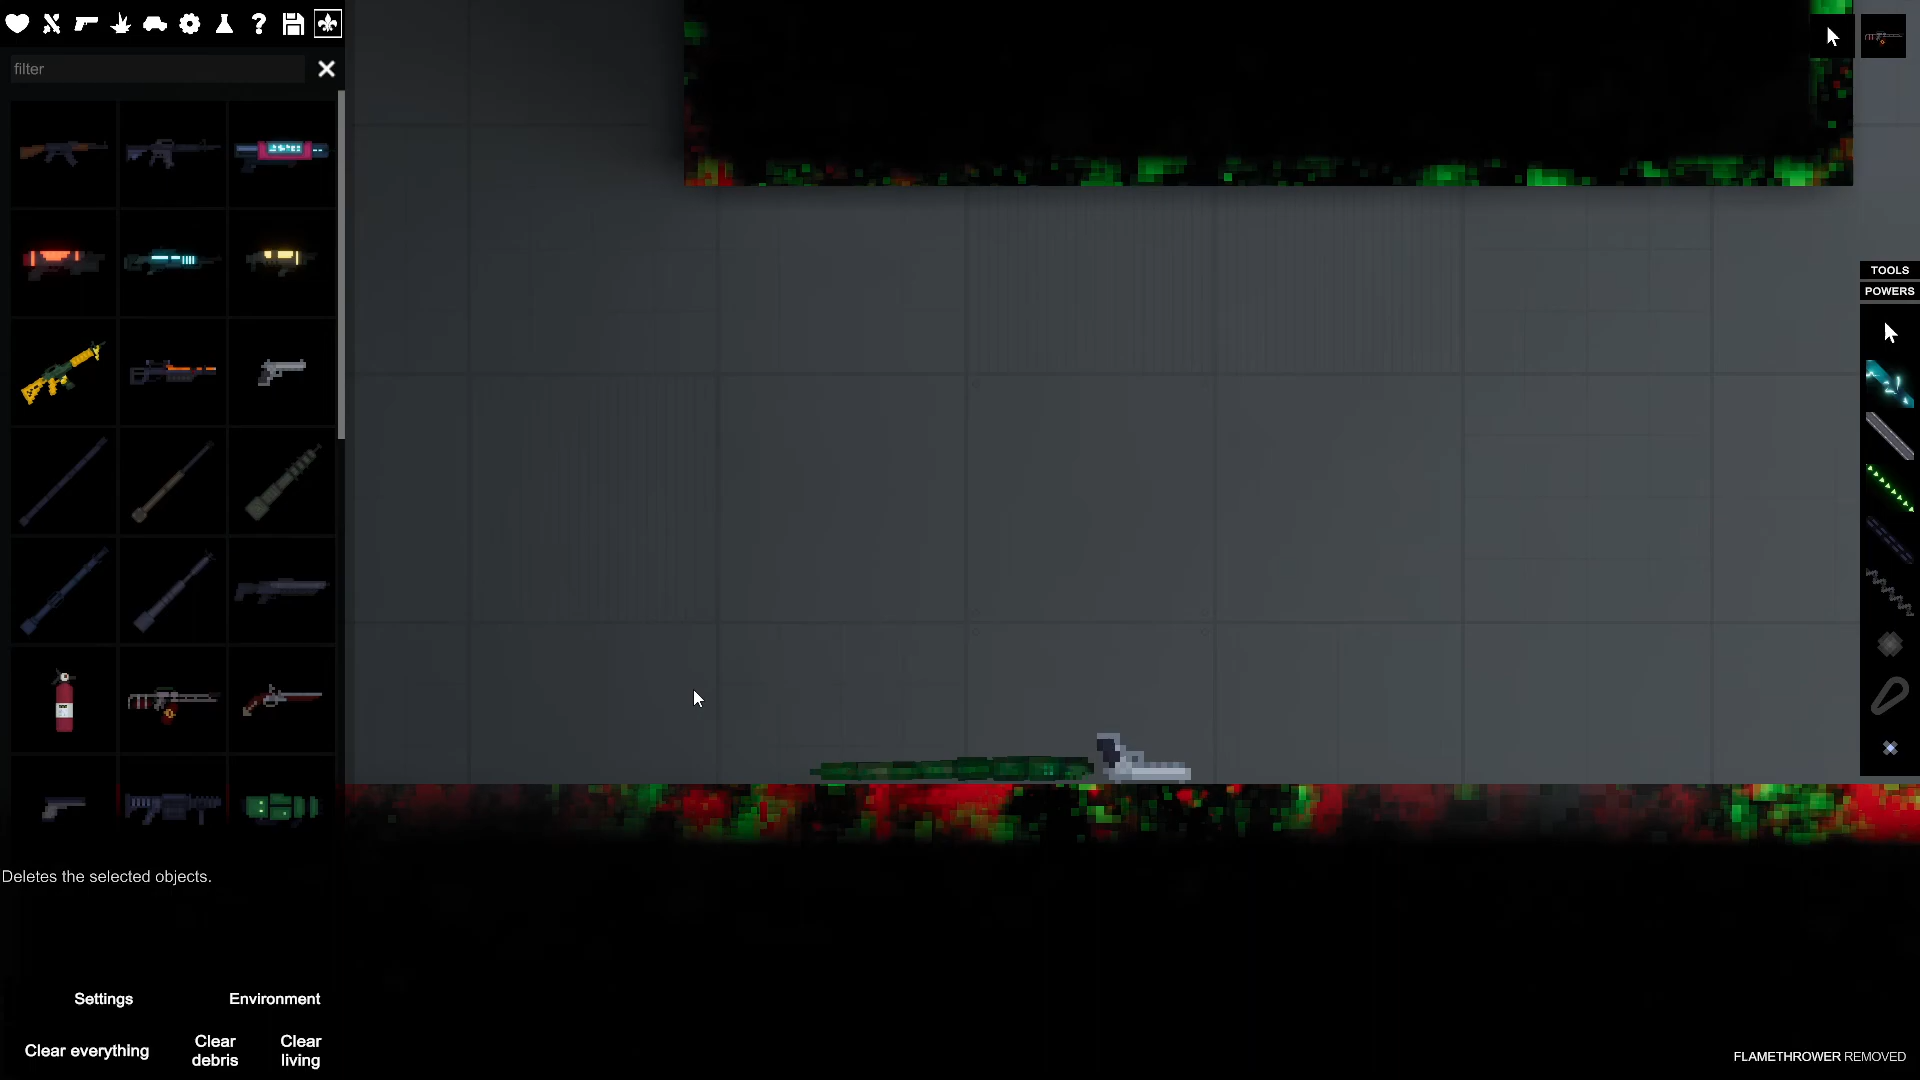 filter
TOOLS
POWERS
Deletes the selected objects.
Settings
Environment
Clear everything
Clear
debris
Clear
living
FLAMETHROWER REMOVED